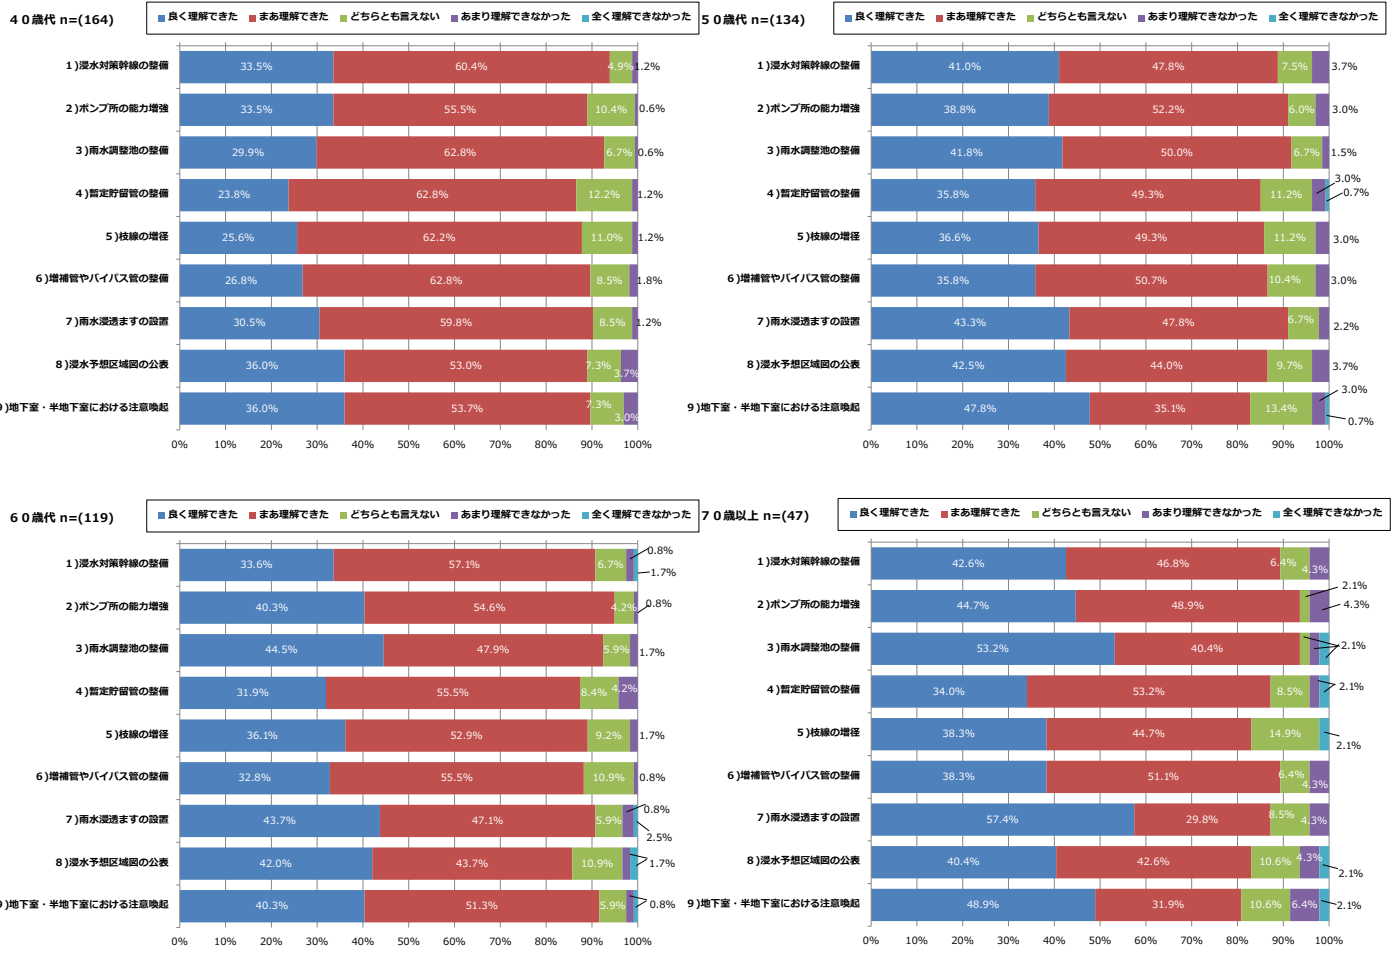 ４０歳代 n=(164)
良く理解できた まあ理解できた どちらとも言えない あまり理解できなかった 全く理解できなかった
1)浸水対策幹線の整備 33.5% 60.4% 4.9% 1.2%
2)ポンプ所の能力増強 33.5% 55.5% 10.4% 0.6%
3)雨水調整池の整備 29.9% 62.8% 6.7% 0.6%
4)暫定貯留管の整備 23.8% 62.8% 12.2% 1.2%
5)枝線の増径 25.6% 62.2% 11.0% 1.2%
6)増補管やバイパス管の整備 26.8% 62.8% 8.5% 1.8%
7)雨水浸透ますの設置 30.5% 59.8% 8.5% 1.2%
8)浸水予想区域図の公表 36.0% 53.0% 7.3% 3.7%
9)地下室・半地下室における注意喚起 36.0% 53.7% 7.3% 3.0%
0% 10% 20% 30% 40% 50% 60% 70% 80% 90% 100%
５０歳代 n=(134)
良く理解できた まあ理解できた どちらとも言えない あまり理解できなかった 全く理解できなかった
1)浸水対策幹線の整備 41.0% 47.8% 7.5% 3.7%
2)ポンプ所の能力増強 38.8% 52.2% 6.0% 3.0%
3)雨水調整池の整備 41.8% 50.0% 6.7% 1.5%
4)暫定貯留管の整備 35.8% 49.3% 11.2% 3.0% 0.7%
5)枝線の増径 36.6% 49.3% 11.2% 3.0%
6)増補管やバイパス管の整備 35.8% 50.7% 10.4% 3.0%
7)雨水浸透ますの設置 43.3% 47.8% 6.7% 2.2%
8)浸水予想区域図の公表 42.5% 44.0% 9.7% 3.7%
9)地下室・半地下室における注意喚起 47.8% 35.1% 13.4% 3.0% 0.7%
0% 10% 20% 30% 40% 50% 60% 70% 80% 90% 100%
６０歳代 n=(119)
良く理解できた まあ理解できた どちらとも言えない あまり理解できなかった 全く理解できなかった
1)浸水対策幹線の整備 33.6% 57.1% 6.7% 0.8% 1.7%
2)ポンプ所の能力増強 40.3% 54.6% 4.2% 0.8%
3)雨水調整池の整備 44.5% 47.9% 5.9% 1.7%
4)暫定貯留管の整備 31.9% 55.5% 8.4% 4.2%
5)枝線の増径 36.1% 52.9% 9.2% 1.7%
6)増補管やバイパス管の整備 32.8% 55.5% 10.9% 0.8%
7)雨水浸透ますの設置 43.7% 47.1% 5.9% 0.8% 2.5%
8)浸水予想区域図の公表 42.0% 43.7% 10.9% 1.7%
9)地下室・半地下室における注意喚起 40.3% 51.3% 5.9% 0.8%
0% 10% 20% 30% 40% 50% 60% 70% 80% 90% 100%
７０歳以上 n=(47)
良く理解できた まあ理解できた どちらとも言えない あまり理解できなかった 全く理解できなかった
1)浸水対策幹線の整備 42.6% 46.8% 6.4% 4.3%
2)ポンプ所の能力増強 44.7% 48.9% 2.1% 4.3%
3)雨水調整池の整備 53.2% 40.4% 2.1%
4)暫定貯留管の整備 34.0% 53.2% 8.5% 2.1%
5)枝線の増径 38.3% 44.7% 14.9% 2.1%
6)増補管やバイパス管の整備 38.3% 51.1% 6.4% 4.3%
7)雨水浸透ますの設置 57.4% 29.8% 8.5% 4.3%
8)浸水予想区域図の公表 40.4% 42.6% 10.6% 4.3% 2.1%
9)地下室・半地下室における注意喚起 48.9% 31.9% 10.6% 6.4% 2.1%
0% 10% 20% 30% 40% 50% 60% 70% 80% 90% 100%